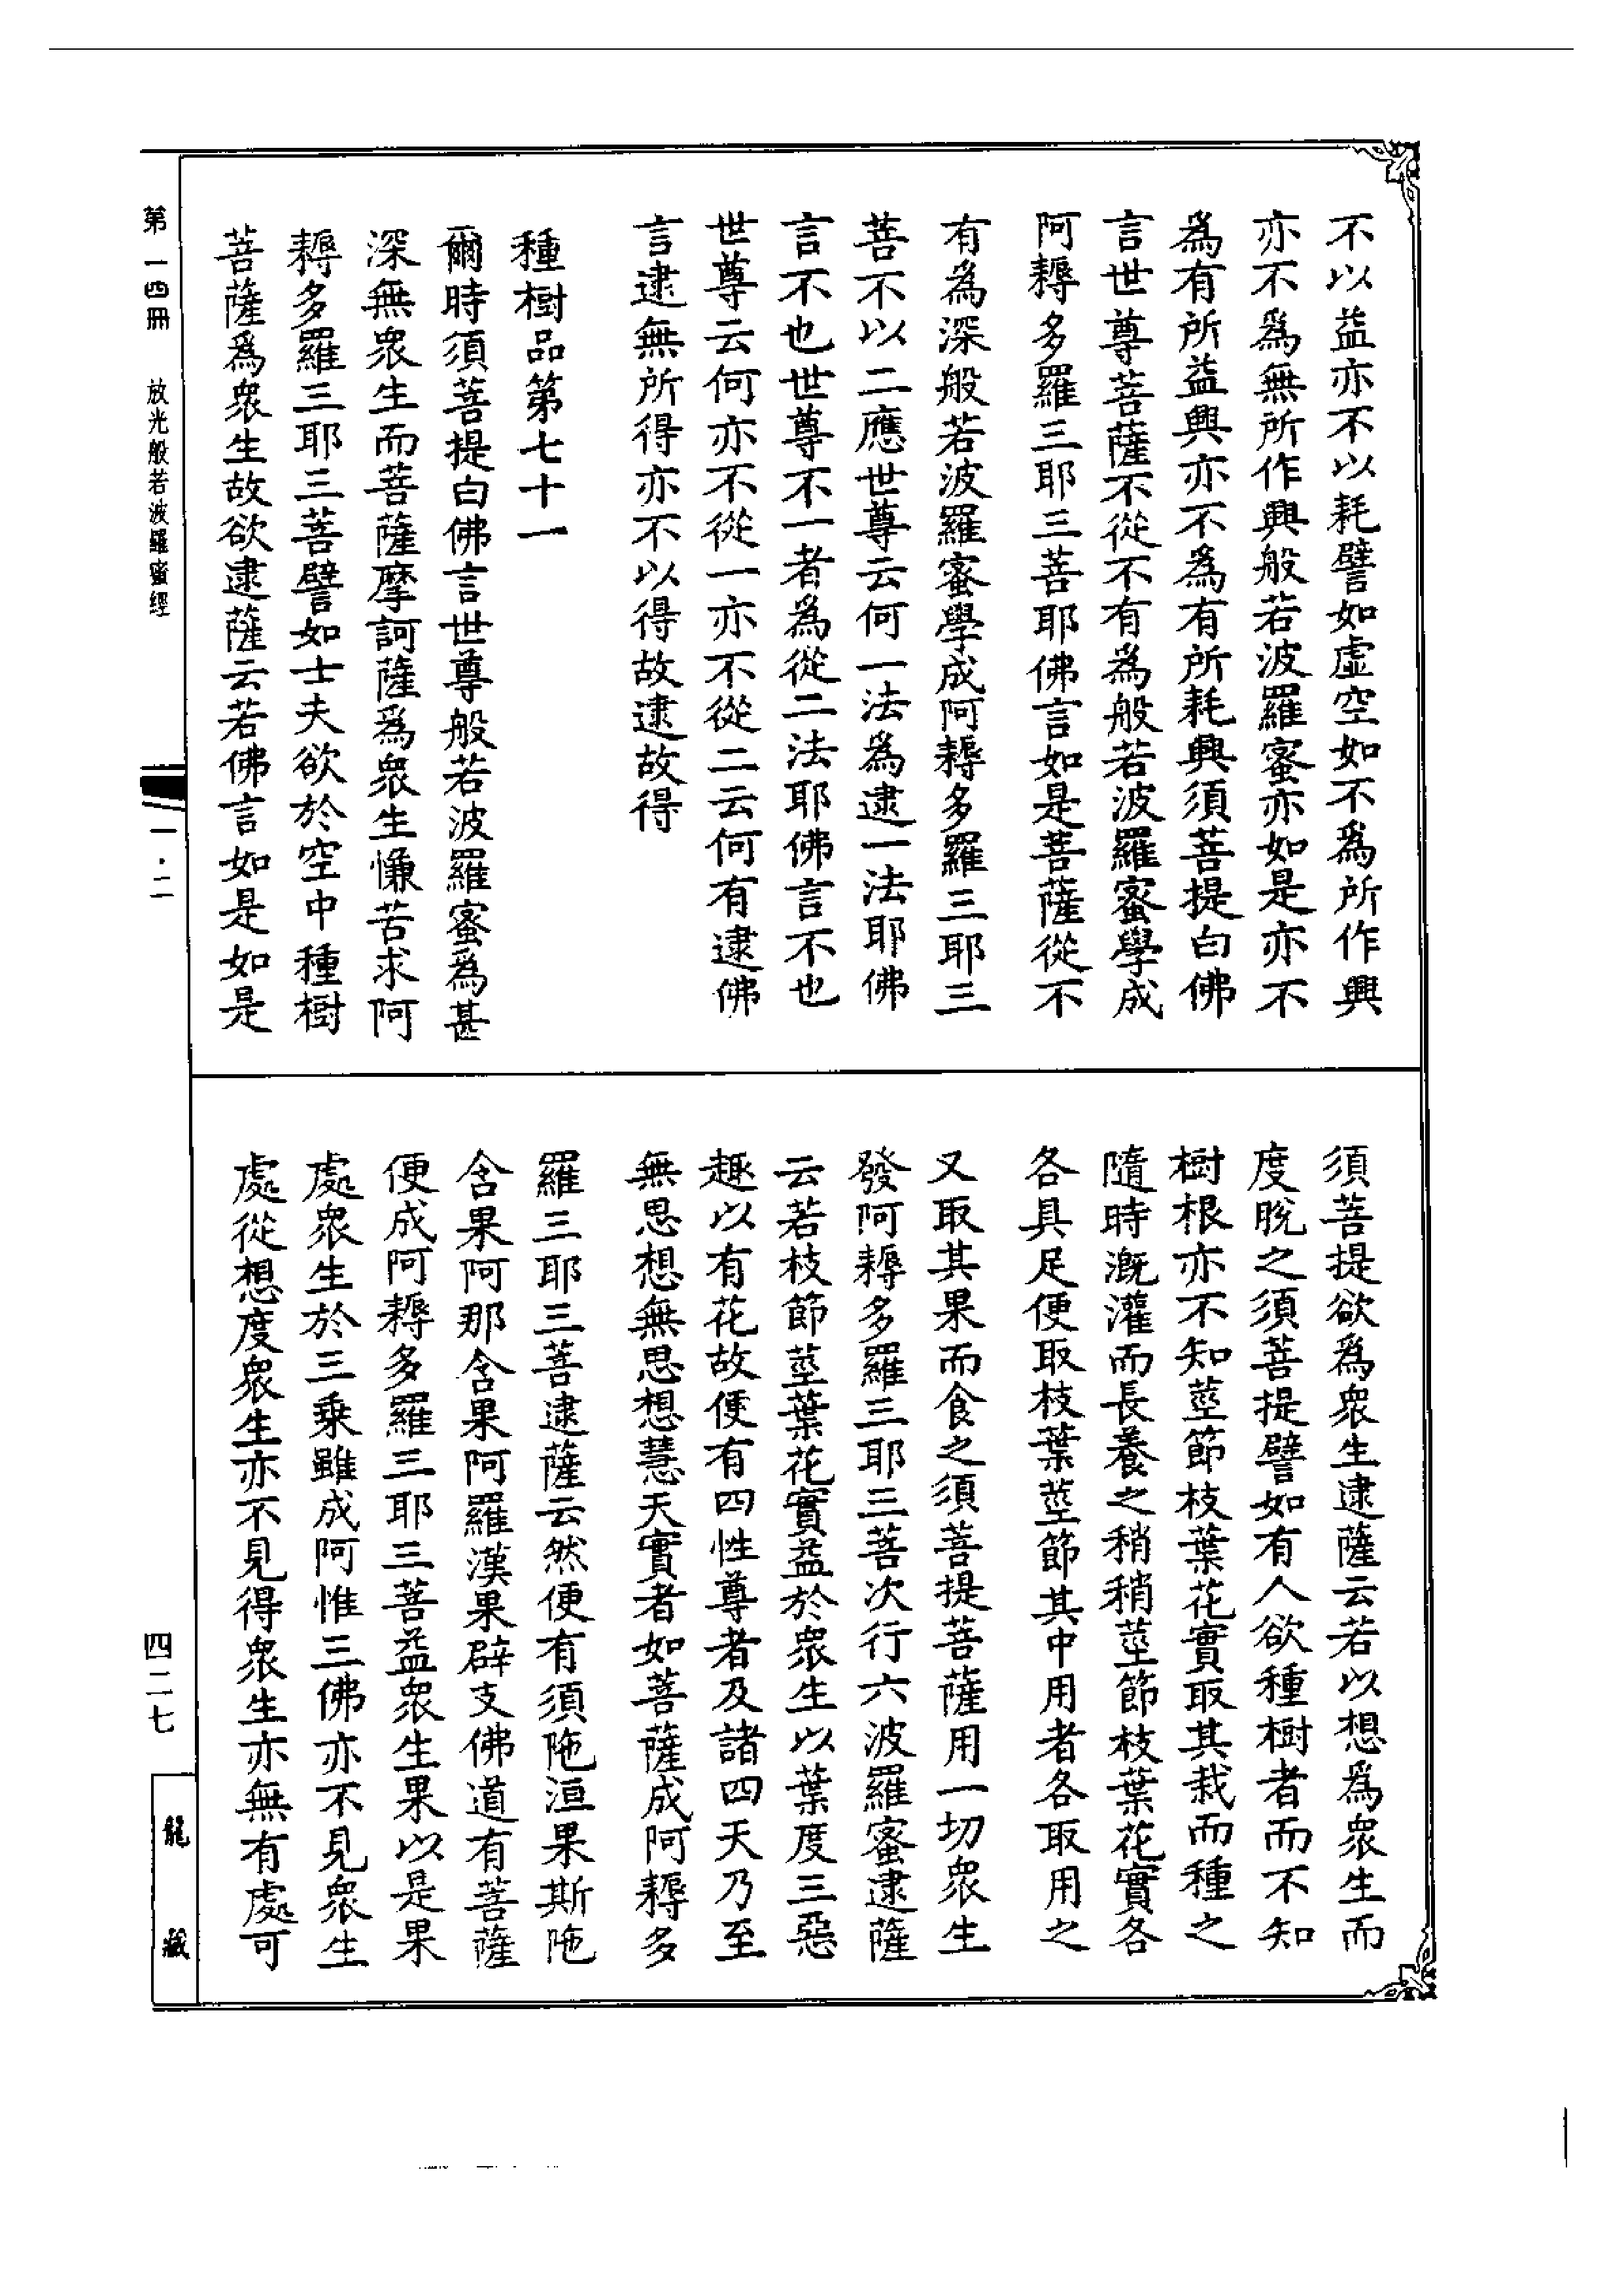 不以益亦不以耗譬如虛空如不爲所作興
亦不爲無所作興般若波羅蜜亦如是亦不
為有所益興亦不為有所耗興須菩提白佛
言世尊菩薩不從不有為般若波羅蜜學成
阿耨多羅三耶三菩耶佛言如是菩薩從不
有為深般若波羅蜜學成阿耨多羅三耶三
菩不以二應世尊云何一法為逮一法耶佛
言不也世尊不一者為從二法耶佛言不也
世尊云何亦不從一亦不從二云何有逮佛
言逮無所得亦不以得故逮故得
種樹品第七十一
爾時須菩提白佛言世尊般若波羅蜜爲甚
深無衆生而菩薩摩訶薩爲衆生慊苦求阿
耨多羅三耶三菩譬如士夫欲於空中種樹
菩薩爲衆生故欲逮薩云若佛言如是如是
須菩提欲爲衆生逮薩云若以想爲衆生而
度脫之須菩提譬如有人欲種樹者而不知
樹根亦不知莖節枝葉花實取其栽而種之
隨時溉灌而長養之稍稍莖節枝葉花實各
各具足便取枝葉莖節其中用者各取用之
又取其果而食之須菩提菩薩用一切衆生
發阿耨多羅三耶三菩次行六波羅蜜逮薩
云若枝節莖葉花實益於衆生以葉度三惡
趣以有花故便有四性尊者及諸四天乃至
無思想無思想慧天實者如菩薩成阿耨多
羅三耶三菩逮薩云然便有須陁洹果斯陁
含果阿那含果阿羅漢果辟支佛道有菩薩
便成阿耨多羅三耶三菩益衆生果以是果
處衆生於三乘雖成阿惟三佛亦不見衆生
處從想度衆生亦不見得衆生亦無有處可
第一四冊 放光般若波羅蜜經
一·二
四二七
龍藏